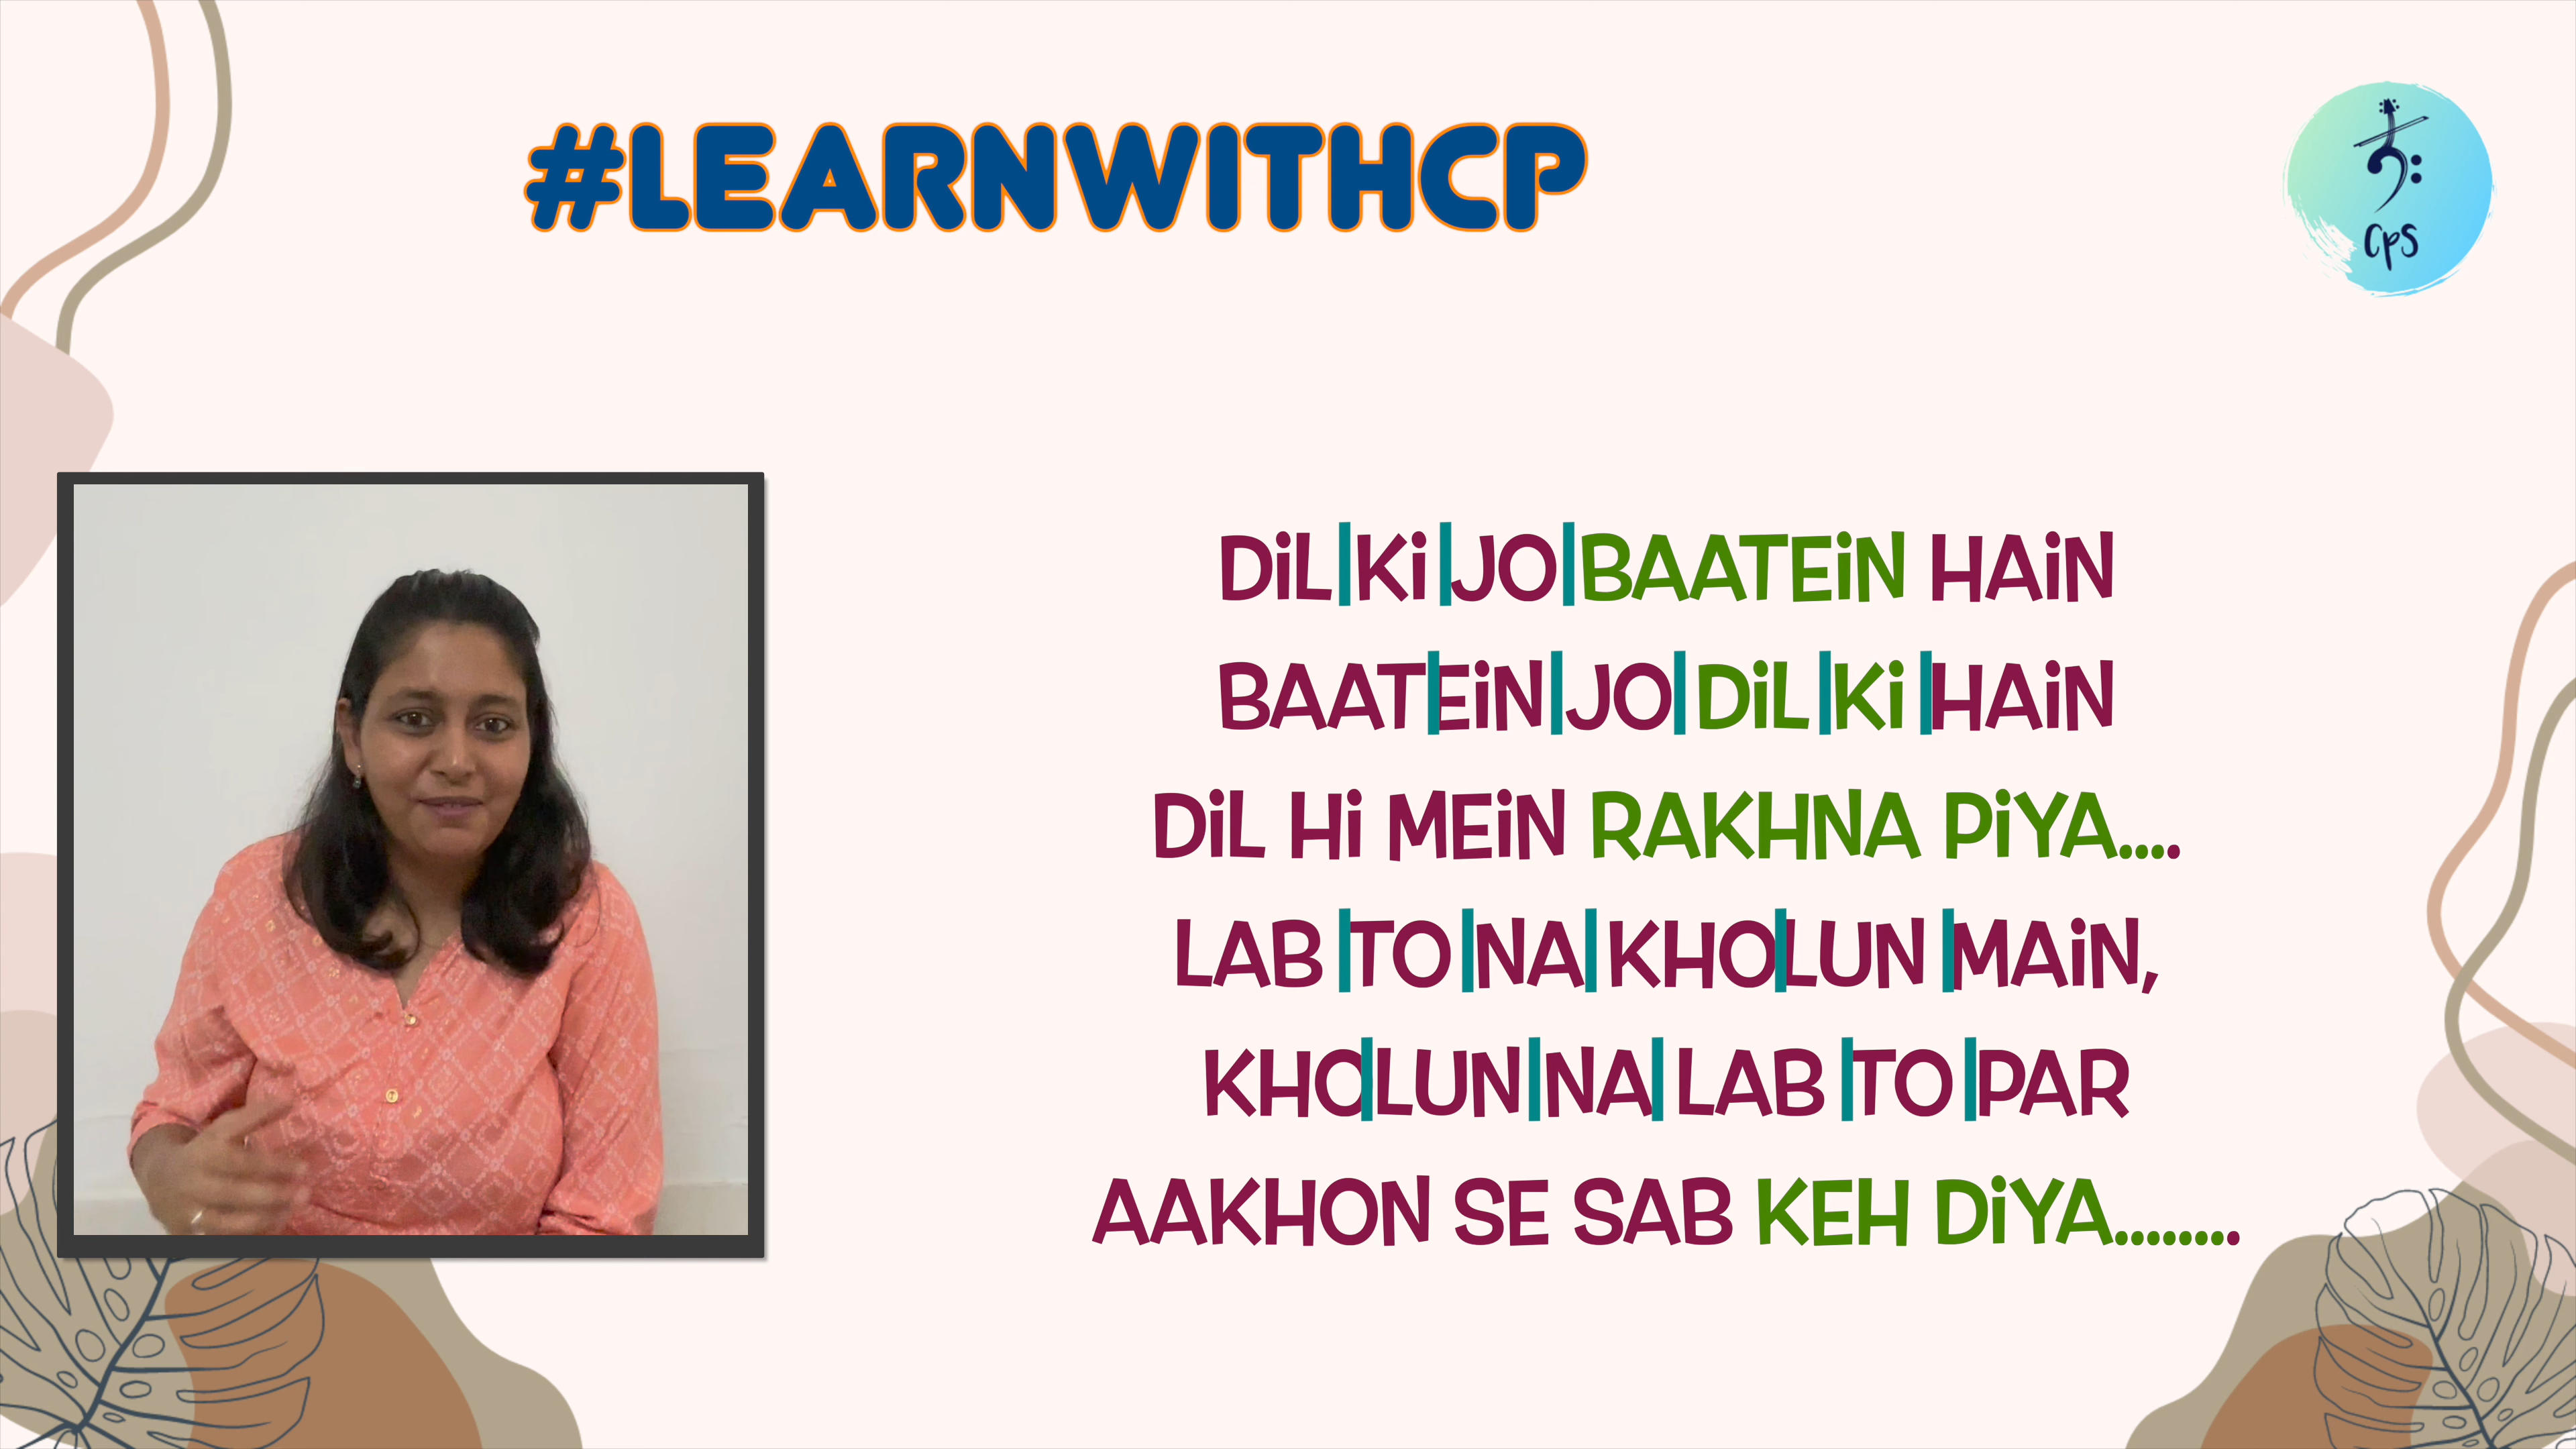 #LEARNWITHCP
CPS
DiL|Ki|JO|BAATEiN HAiN
BAAT|EiN|JO|DiL|Ki|HAiN
DiL Hi MEiN RAKHNA PiYA....
LAB|TO|NA|KHO|LUN|MAiN,
KHO|LUN|NA|LAB|TO|PAR
AAKHON SE SAB KEH DiYA........